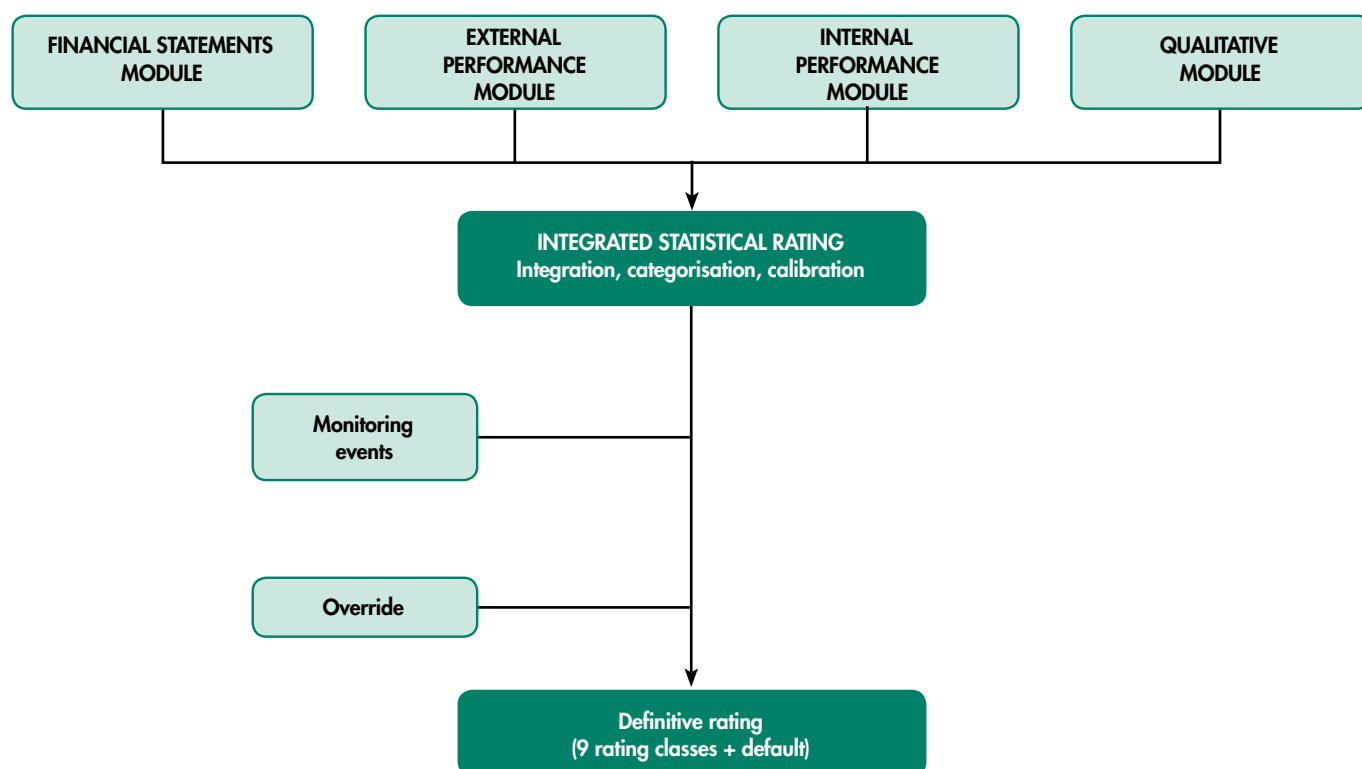 FINANCIAL STATEMENTS
MODULE
EXTERNAL
PERFORMANCE
MODULE
INTERNAL
PERFORMANCE
MODULE
QUALITATIVE
MODULE
INTEGRATED STATISTICAL RATING
Integration, categorisation, calibration
Monitoring
events
Override
Definitive rating
(9 rating classes + default)